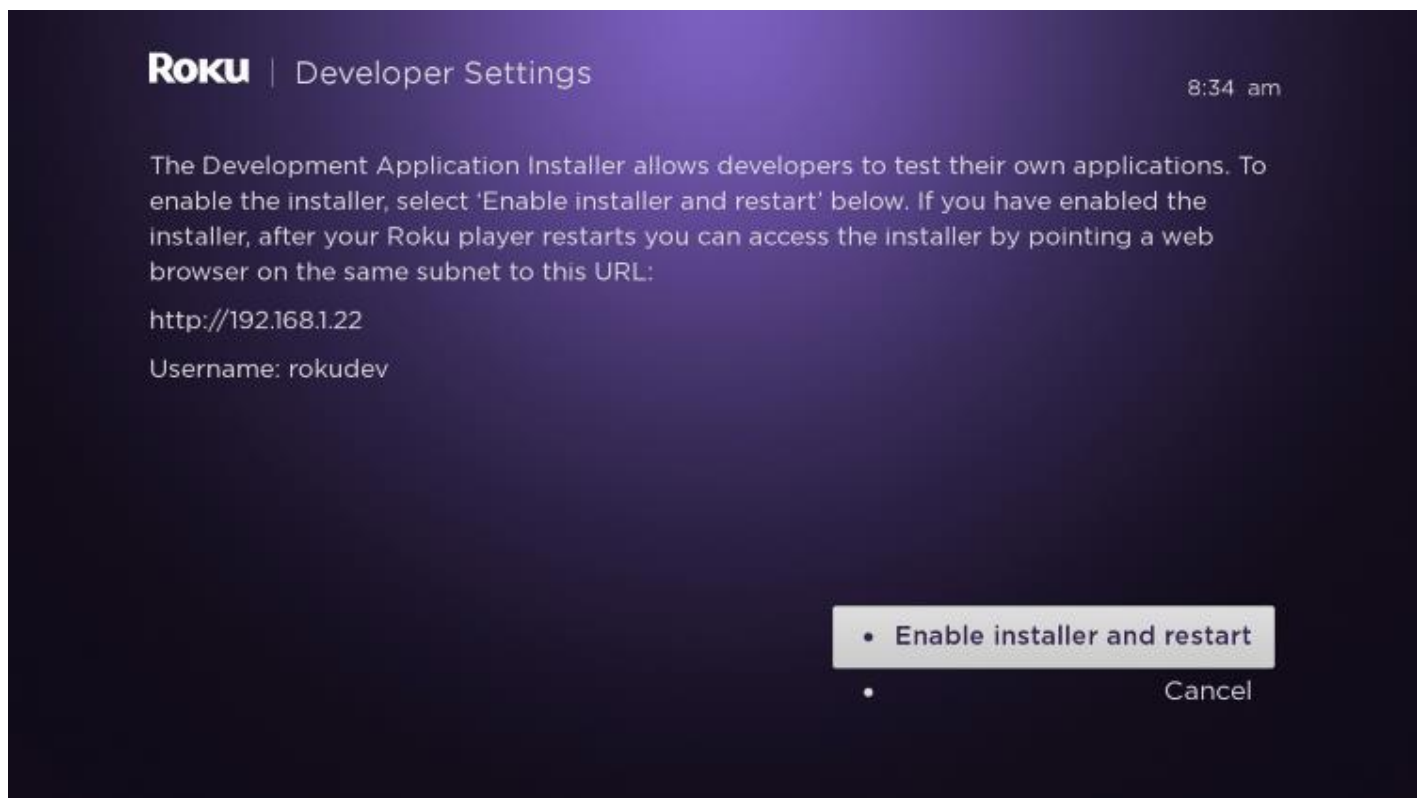 Roku | Developer Settings
8:34 am
The Development Application Installer allows developers to test their own applications. To
enable the installer, select ‘Enable installer and restart’ below. If you have enabled the
installer, after your Roku player restarts you can access the installer by pointing a web
browser on the same subnet to this URL:
http://192.168.1.22
Username: rokudev
• Enable installer and restart
• Cancel